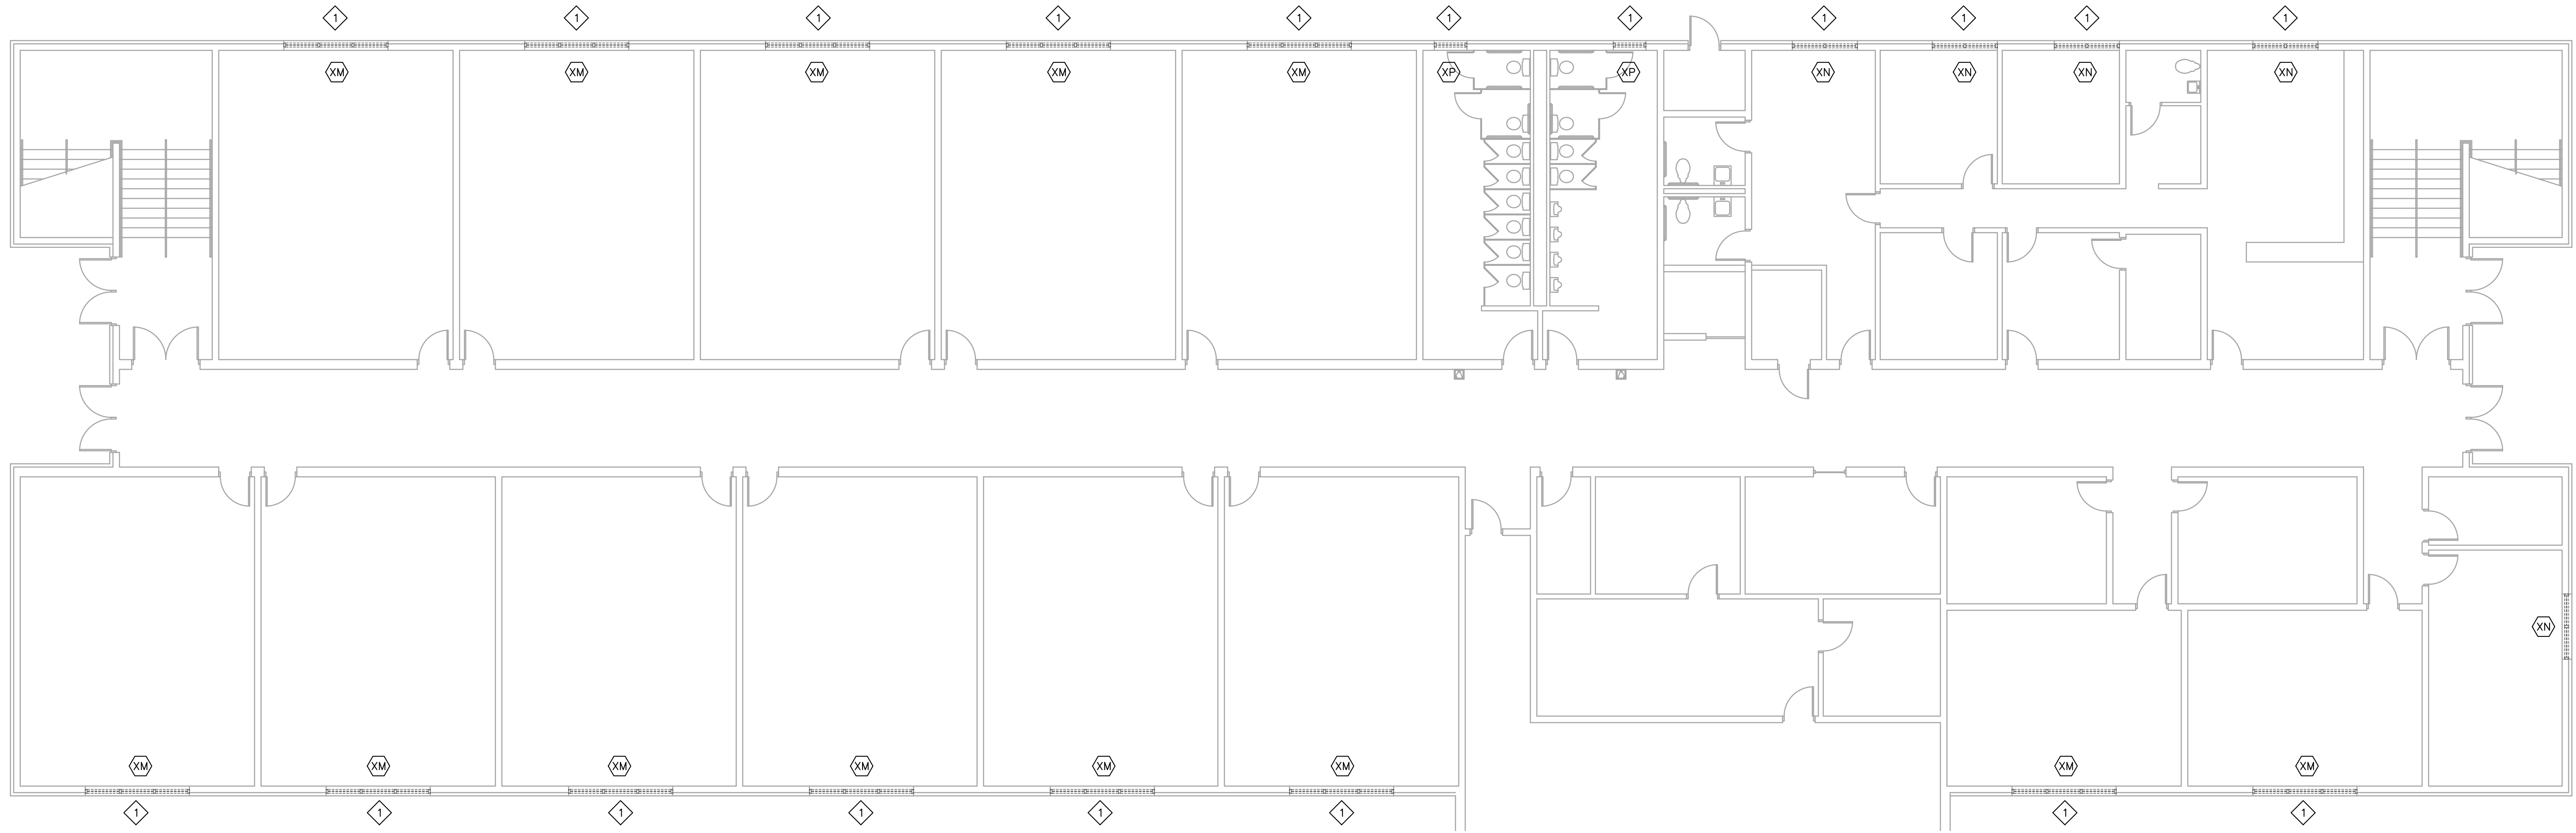 1 1 1 1 1 1 1 1 1 1 1
XM XM XM XM XM XP XP XN XN XN XN
XN
XM XM XM XM XM XM XM XM
1 1 1 1 1 1 1 1